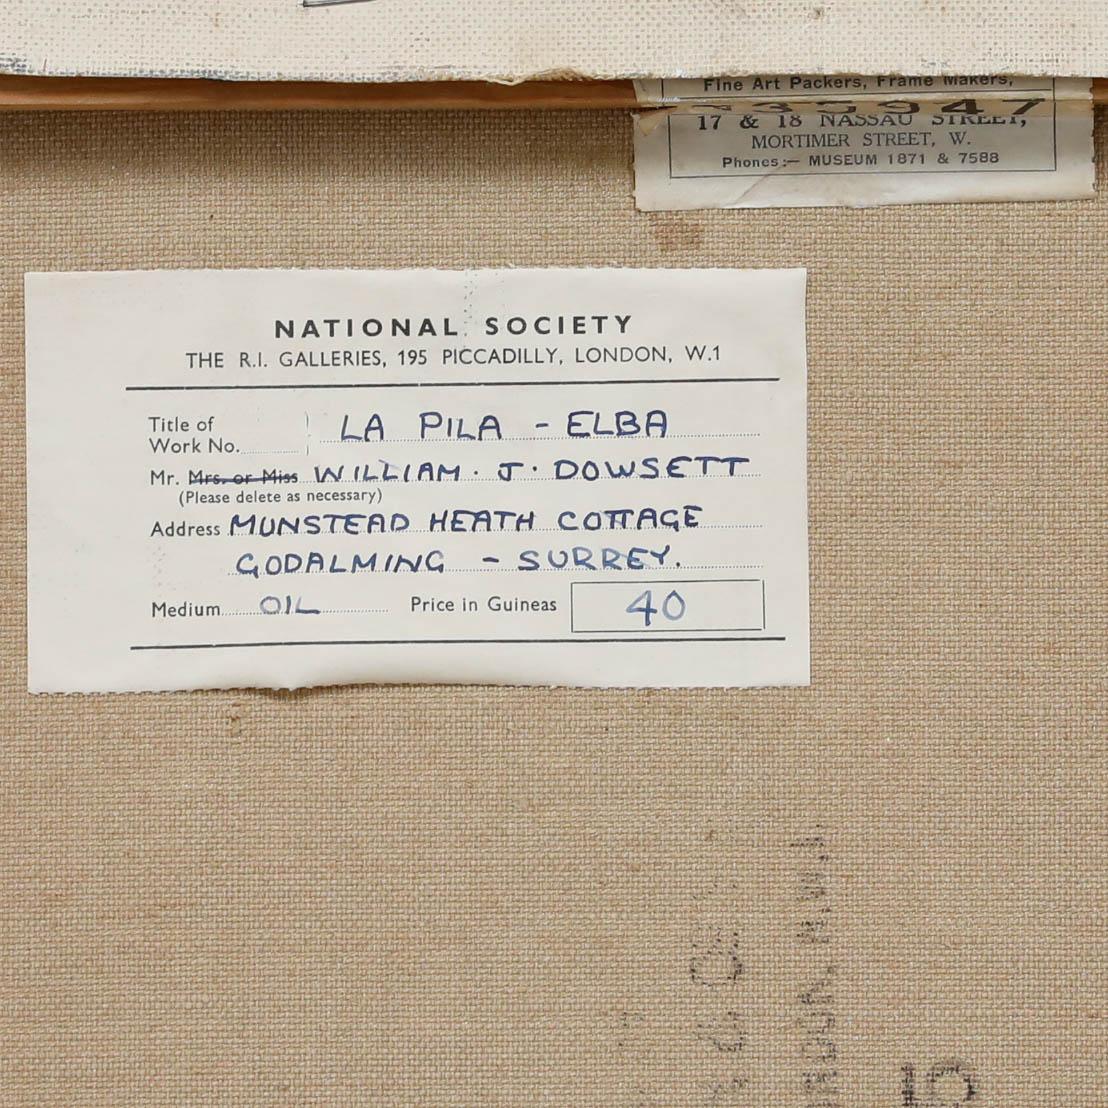 Fine Art Packers, Frame Makers,
35947
17 & 18 NASSAU STREET,
MORTIMER STREET, W.
Phones:— MUSEUM 1871 & 7588
NATIONAL SOCIETY
THE R.I. GALLERIES, 195 PICCADILLY, LONDON, W.1
Title of
Work No. LA PILA - ELBA
Mr. Mrs. or Miss WILLIAM. J. DOWSETT
(Please delete as necessary)
Address MUNSTEAD HEATH COTTAGE
GODALMING - SURREY.
Medium OIL Price in Guineas 40